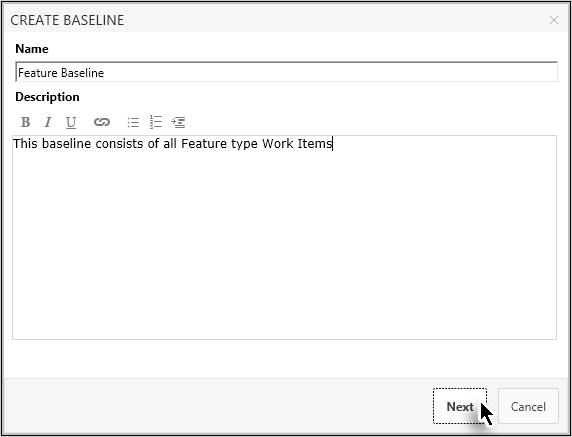 CREATE BASELINE
Name
Feature Baseline
Description
B I U
This baseline consists of all Feature type Work Items
Next Cancel